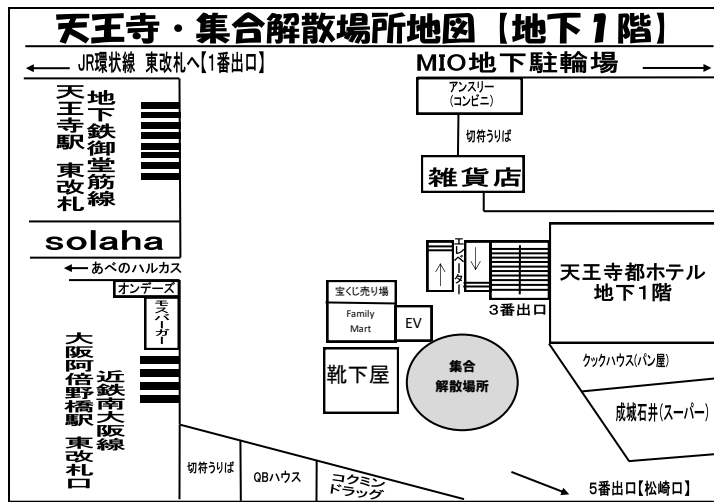 天王寺・集合解散場所地図【地下１階】
JR環状線 東改札へ【1番出口】
MIO地下駐輪場
アンスリー
(コンビニ)
切符うりば
雑貨店
地下鉄御堂筋線
天王寺駅 東改札
solaha
あべのハルカス
オンデーズ
モスバーガー
近鉄南大阪線
大阪阿倍野橋駅 東改札口
エレベーター
3番出口
天王寺都ホテル
地下1階
宝くじ売り場
Family
Mart
EV
靴下屋
集合
解散場所
クックハウス(パン屋)
成城石井(スーパー)
切符うりば
QBハウス
コクミン
ドラッグ
5番出口【松崎口】